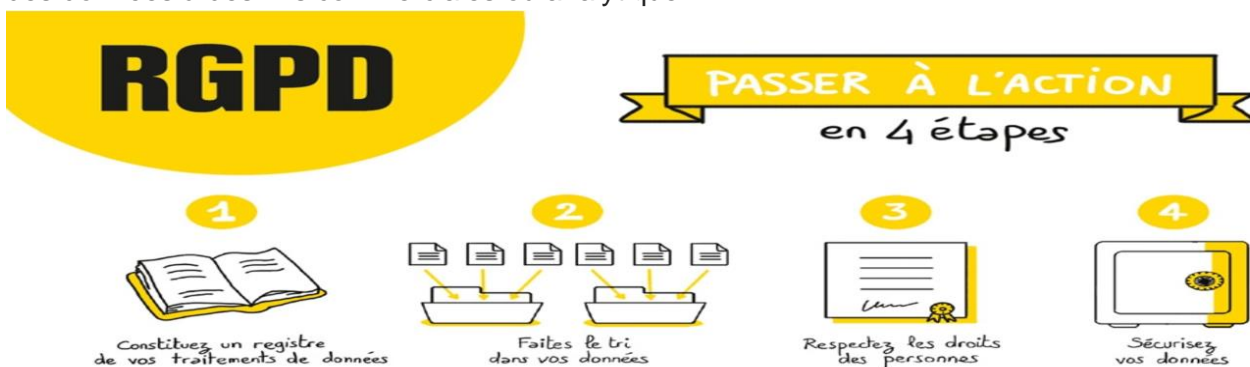 RGPD
PASSER À L'ACTION
en 4 étapes
1
Constituez un registre
de vos traitements de données
2
Faites le tri
dans vos données
3
Respectez les droits
des personnes
4
Sécurisez
vos données